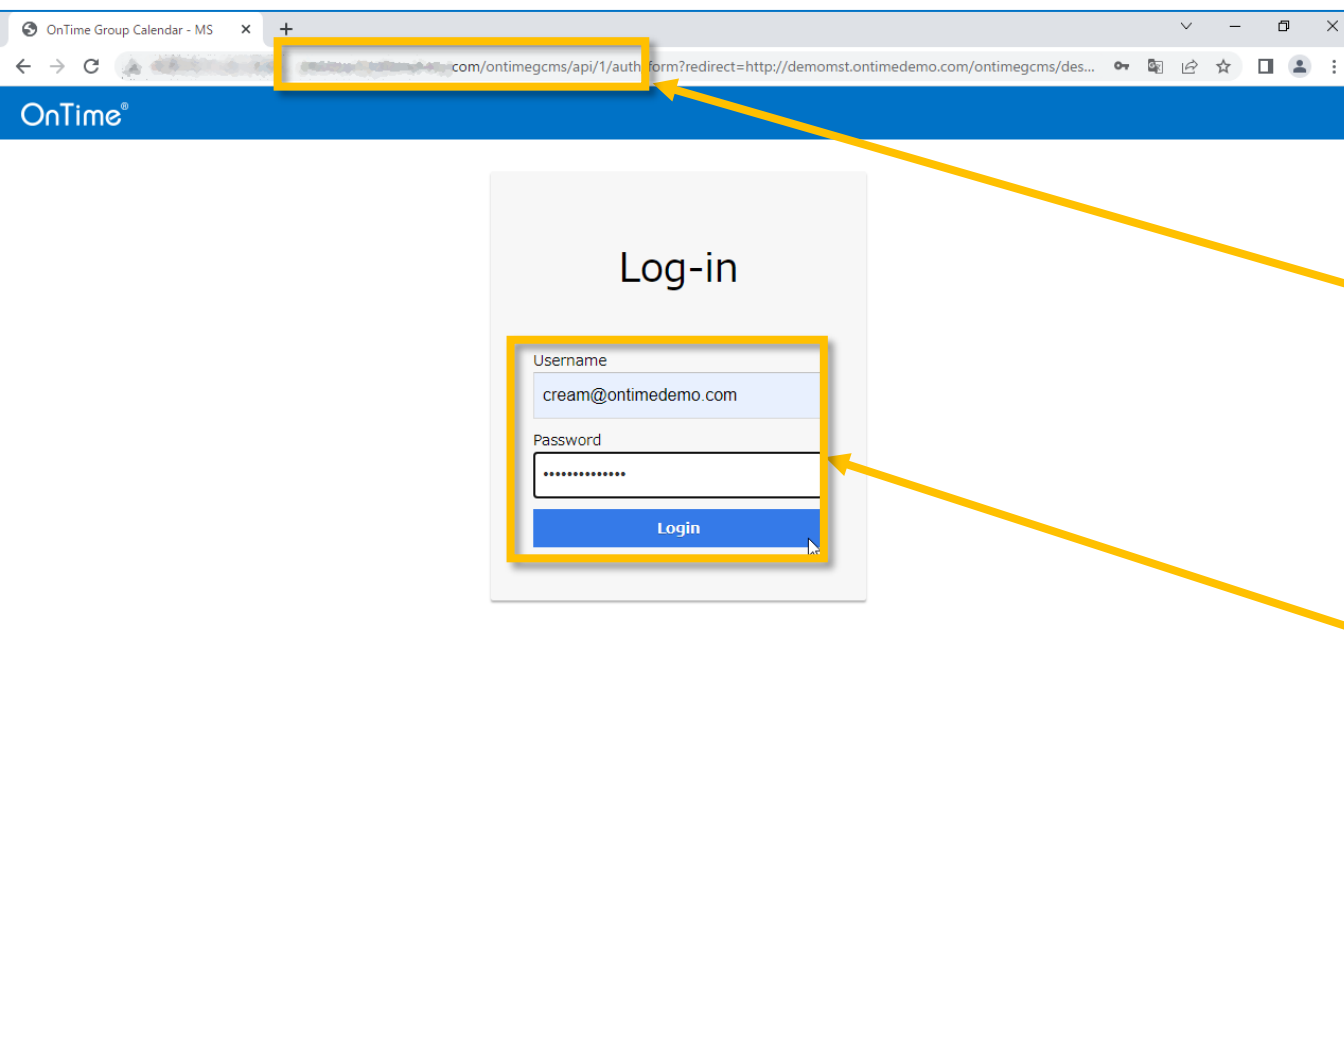 OnTime Group Calendar - MS
com/ontimegcms/api/1/auth form?redirect=http://demomst.ontimedemo.com/ontimegcms/des...
OnTime®
Log-in
Username
cream@ontimedemo.com
Password
••••••••••••••
Login